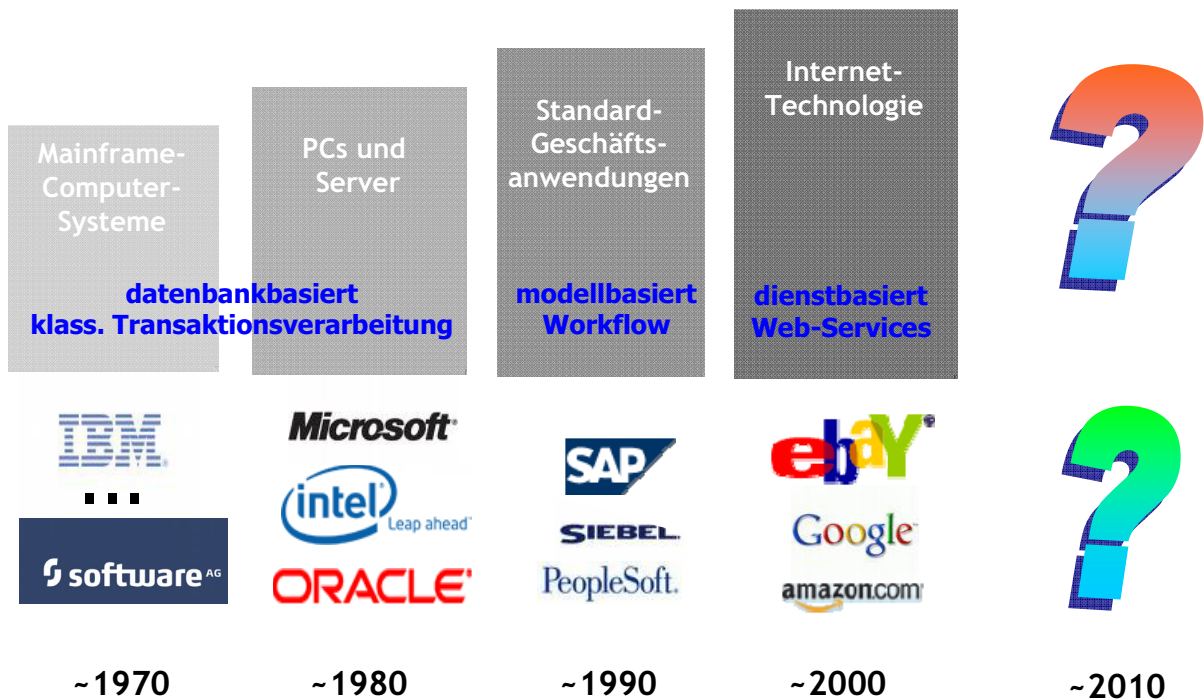 Mainframe-
Computer-
Systeme
PCs und
Server
Standard-
Geschäfts-
anwendungen
Internet-
Technologie
?
datenbankbasiert
klass. Transaktionsverarbeitung
modellbasiert
Workflow
dienstbasiert
Web-Services
IBM
...
software AG
Microsoft
intel
Leap ahead™
ORACLE
SAP
SIEBEL.
PeopleSoft.
ebaY
Google
amazon.com
?
~1970
~1980
~1990
~2000
~2010